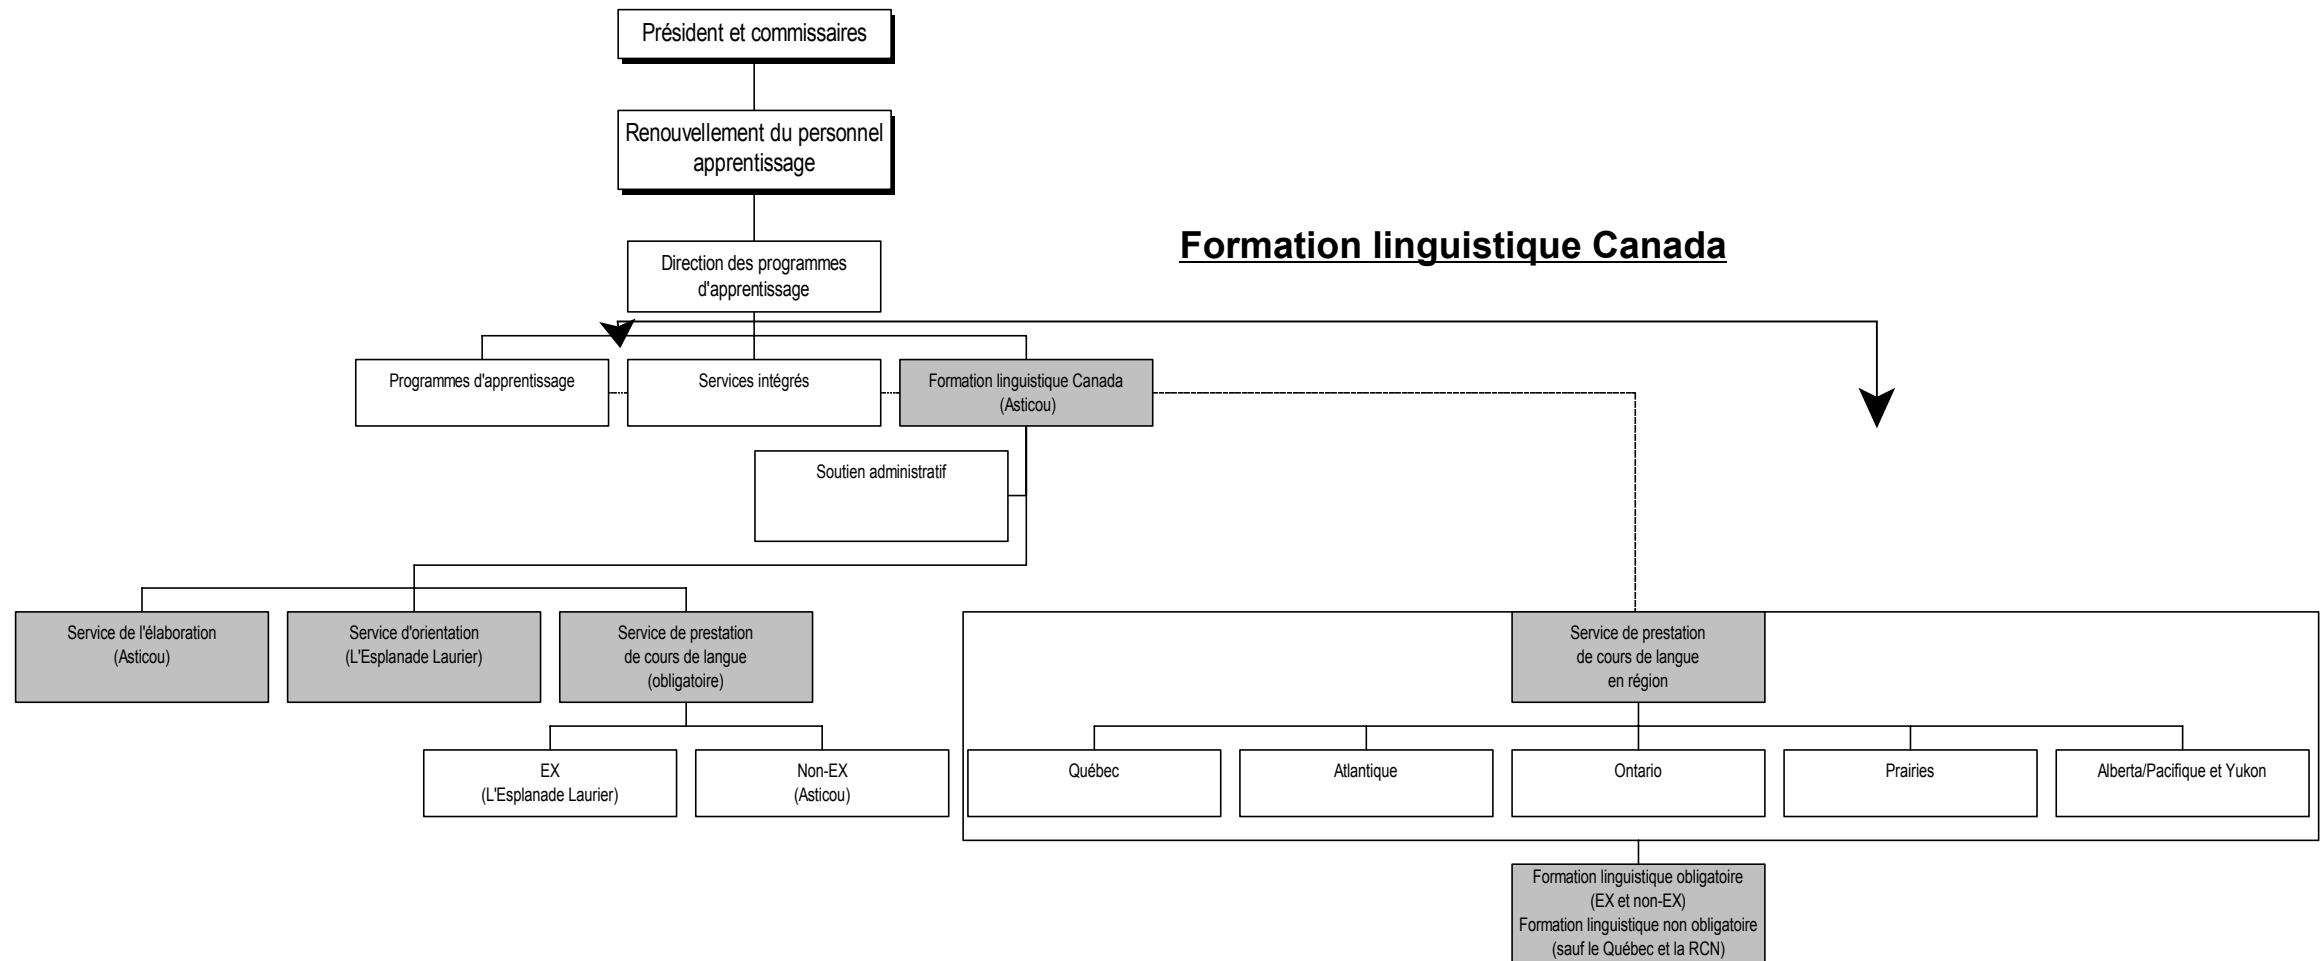 Président et commissaires
Renouvellement du personnel
apprentissage
Formation linguistique Canada
Direction des programmes
d'apprentissage
Programmes d'apprentissage
Services intégrés
Formation linguistique Canada
(Asticou)
Soutien administratif
Service de l'élaboration
(Asticou)
Service d'orientation
(L'Esplanade Laurier)
Service de prestation
de cours de langue
(obligatoire)
Service de prestation
de cours de langue
en région
EX
(L'Esplanade Laurier)
Non-EX
(Asticou)
Québec
Atlantique
Ontario
Prairies
Alberta/Pacifique et Yukon
Formation linguistique obligatoire
(EX et non-EX)
Formation linguistique non obligatoire
(sauf le Québec et la RCN)